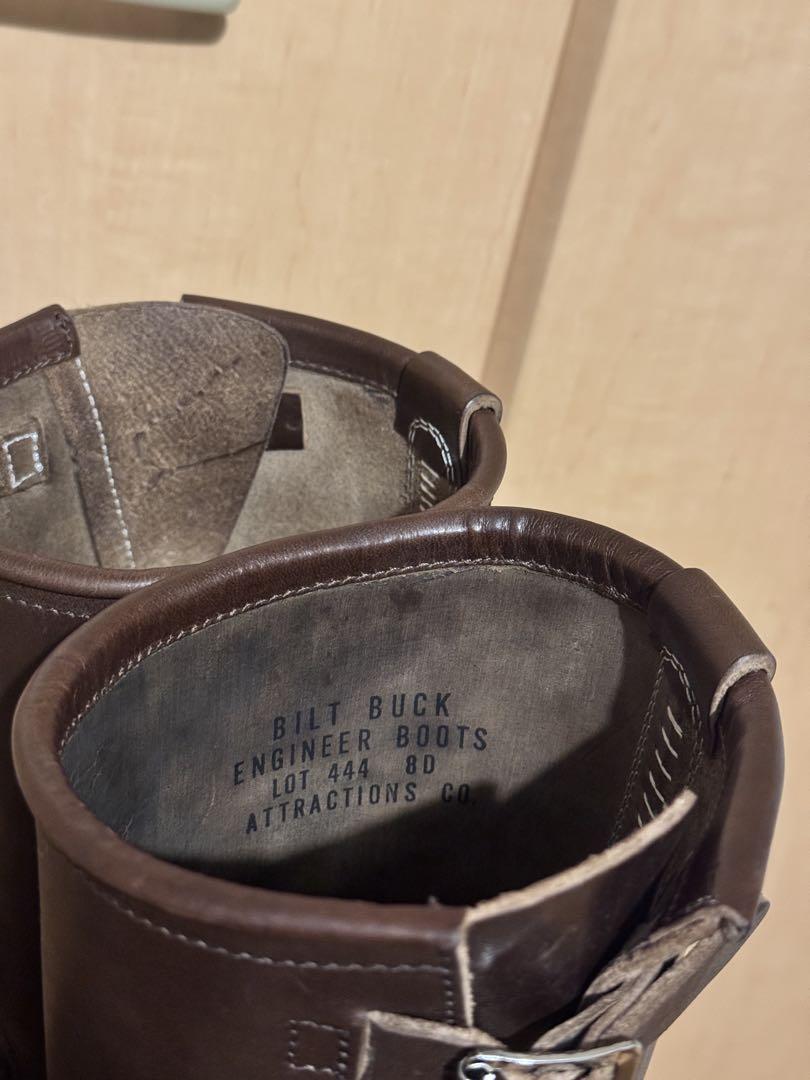 BILT BUCK
ENGINEER BOOTS
LOT 444 8D
ATTRACTIONS CO.